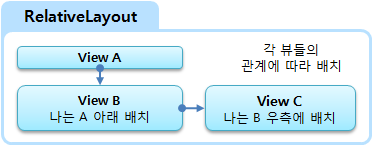 RelativeLayout
View A
각 뷰들의
관계에 따라 배치
View B
나는 A 아래 배치
View C
나는 B 우측에 배치